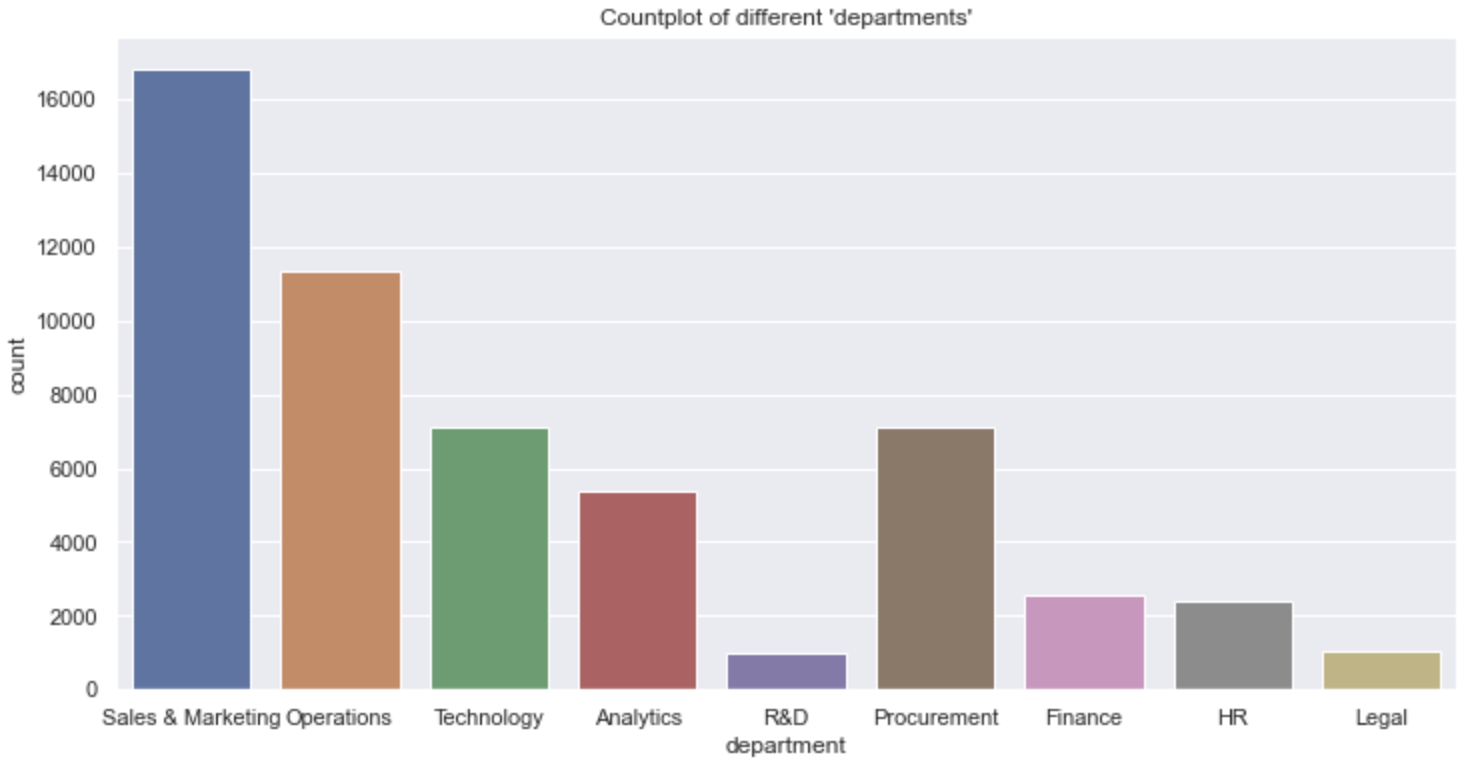 Countplot of different 'departments'
16000
14000
12000
10000
8000
6000
4000
2000
0
count
Sales & Marketing Operations Technology Analytics R&D Procurement Finance HR Legal
department